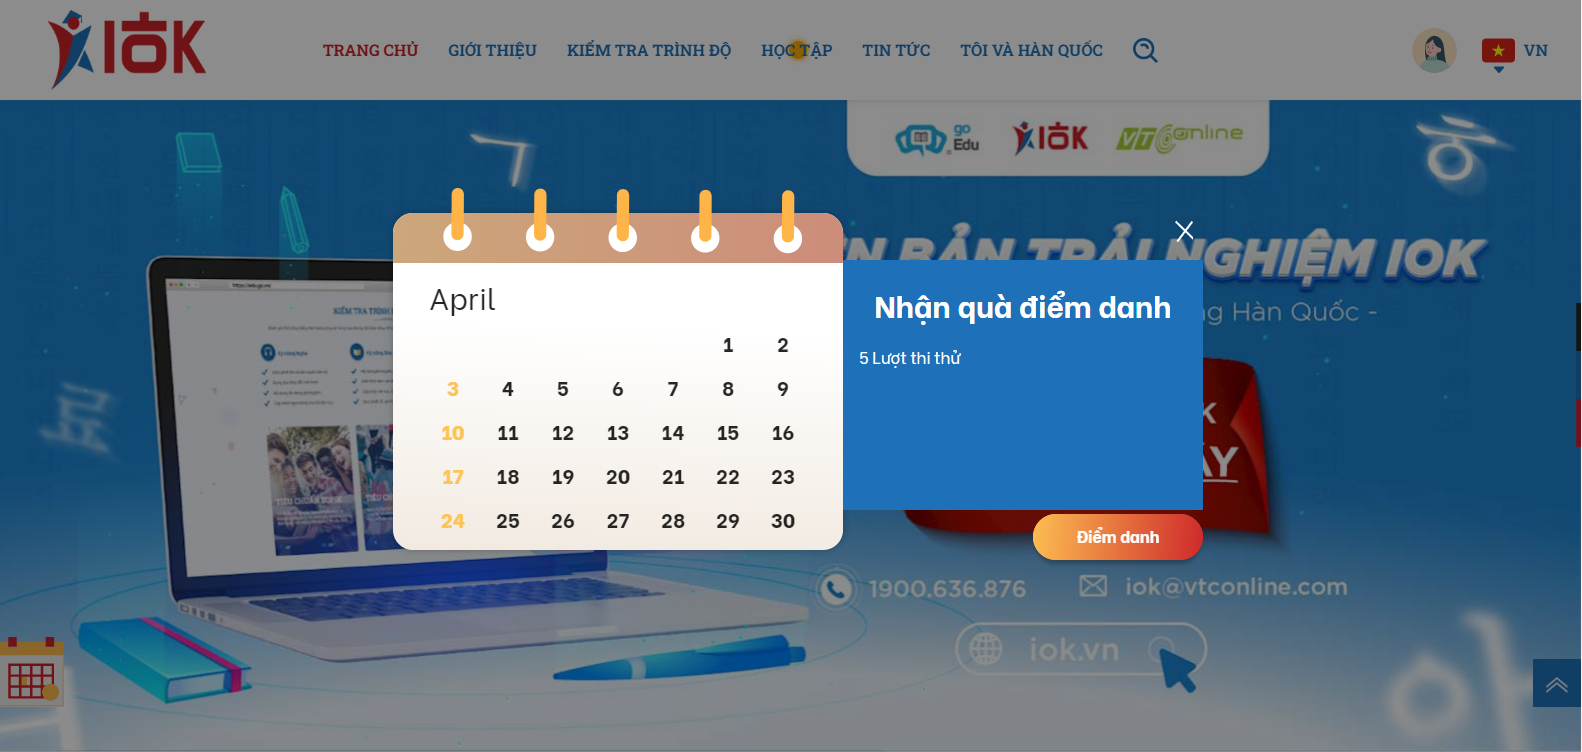 IOK
TRANG CHỦ GIỚI THIỆU KIỂM TRA TRÌNH ĐỘ HỌC TẬP TIN TỨC TÔI VÀ HÀN QUỐC VN
go Edu IOK VTC online
BẢN TRẢI NGHIỆM IOK
Hàn Quốc -
April
1 2
3 4 5 6 7 8 9
10 11 12 13 14 15 16
17 18 19 20 21 22 23
24 25 26 27 28 29 30
Nhận quà điểm danh
5 Lượt thi thử
Điểm danh
1900.636.876 iok@vtconline.com
iok.vn